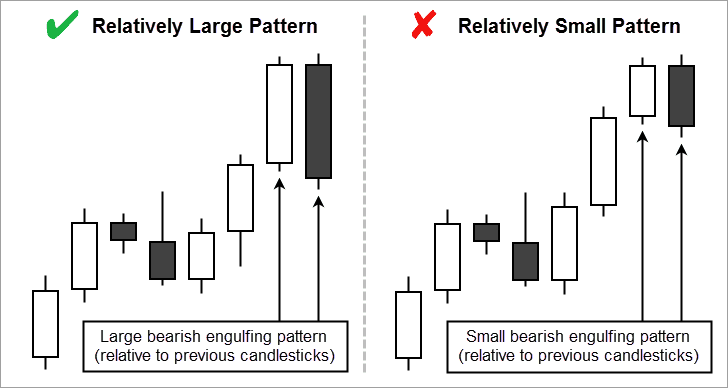 Relatively Large Pattern
Large bearish engulfing pattern
(relative to previous candlesticks)
Relatively Small Pattern
Small bearish engulfing pattern
(relative to previous candlesticks)